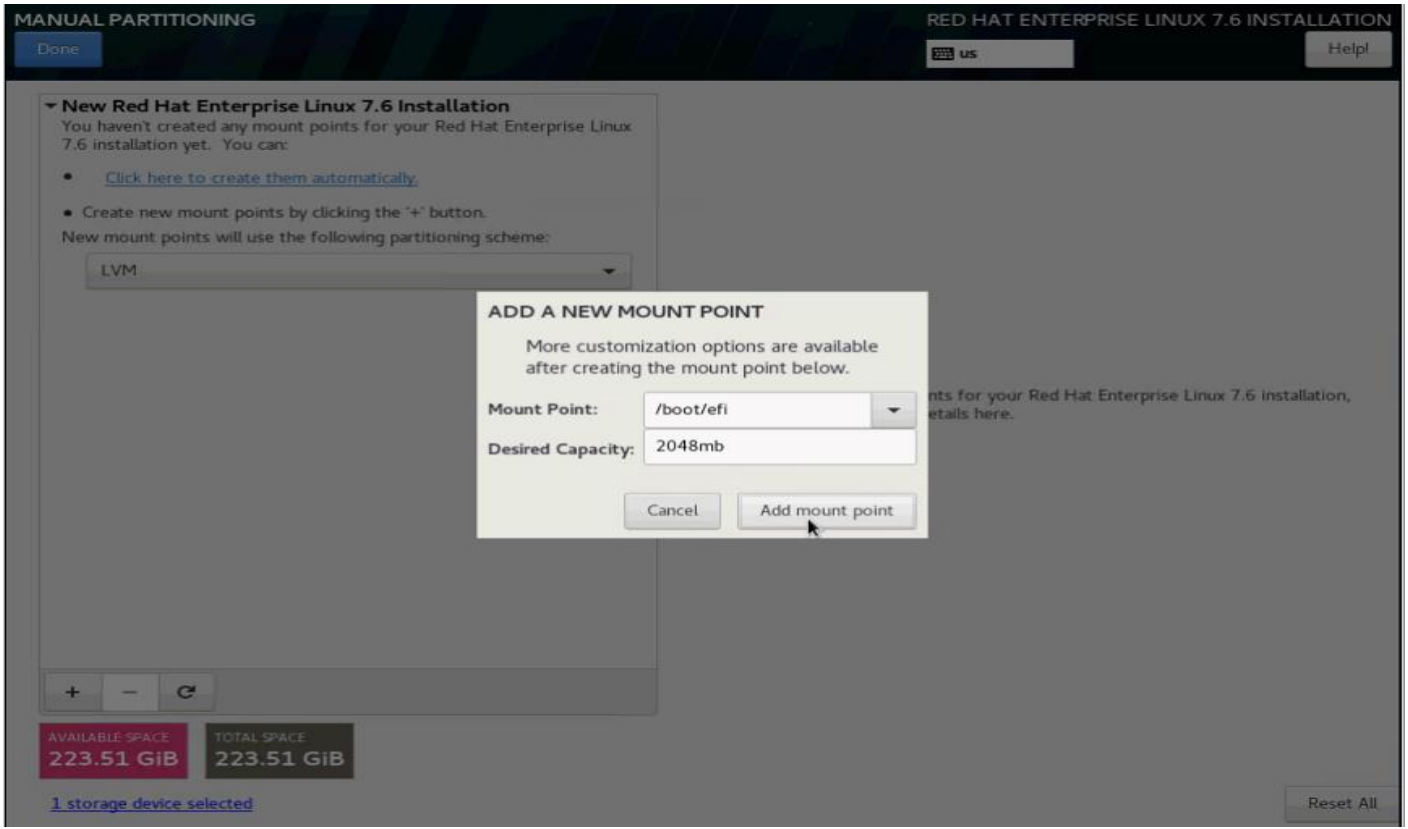 MANUAL PARTITIONING
RED HAT ENTERPRISE LINUX 7.6 INSTALLATION
Done
us
Help!
New Red Hat Enterprise Linux 7.6 Installation
You haven't created any mount points for your Red Hat Enterprise Linux
7.6 installation yet. You can:
• Click here to create them automatically.
• Create new mount points by clicking the '+' button.
New mount points will use the following partitioning scheme:
LVM
ADD A NEW MOUNT POINT
More customization options are available
after creating the mount point below.
Mount Point: /boot/efi
Desired Capacity: 2048mb
Cancel Add mount point
nts for your Red Hat Enterprise Linux 7.6 installation,
etails here.
+ −
AVAILABLE SPACE
223.51 GiB
TOTAL SPACE
223.51 GiB
1 storage device selected
Reset All